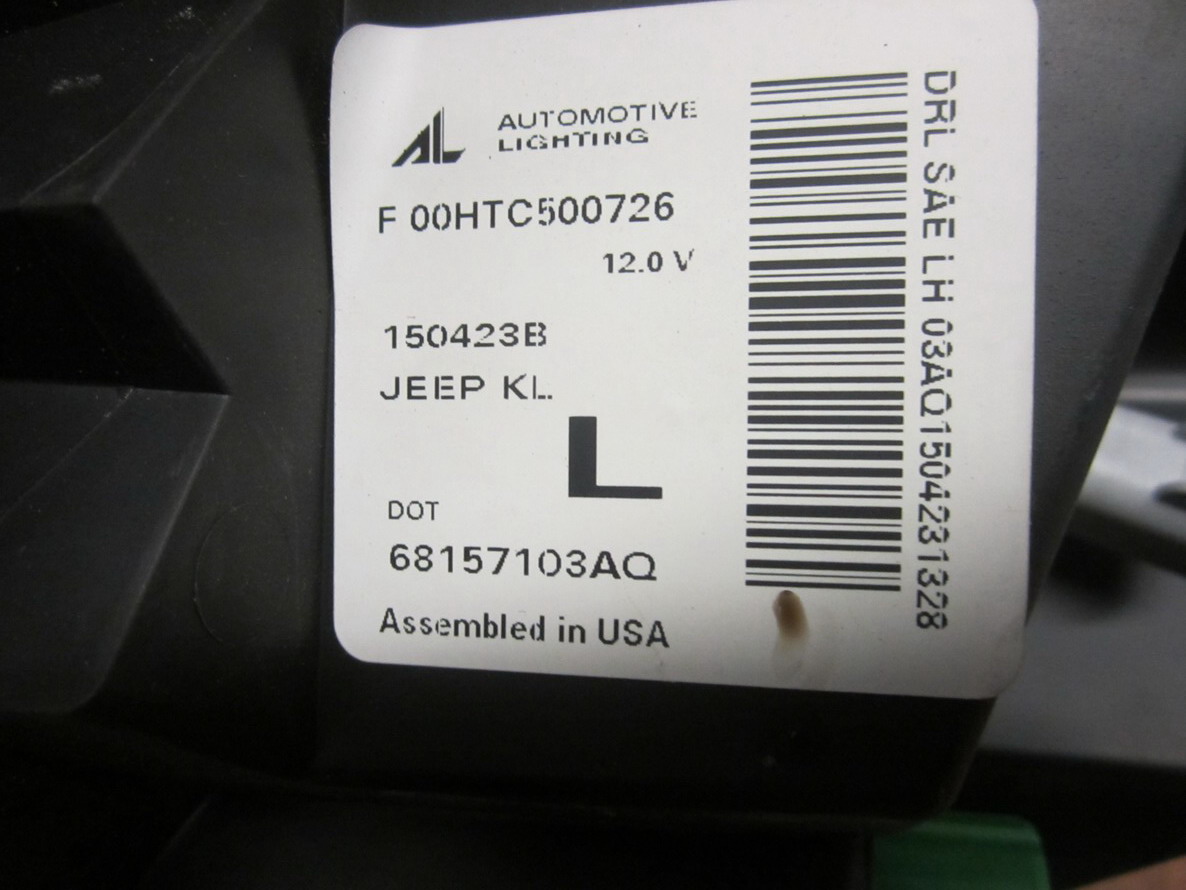 AL AUTOMOTIVE
LIGHTING
F 00HTC500726
12.0 V
150423B
JEEP KL
L
DOT
68157103AQ
Assembled in USA
DRL SAE LH 03AQ1504231328